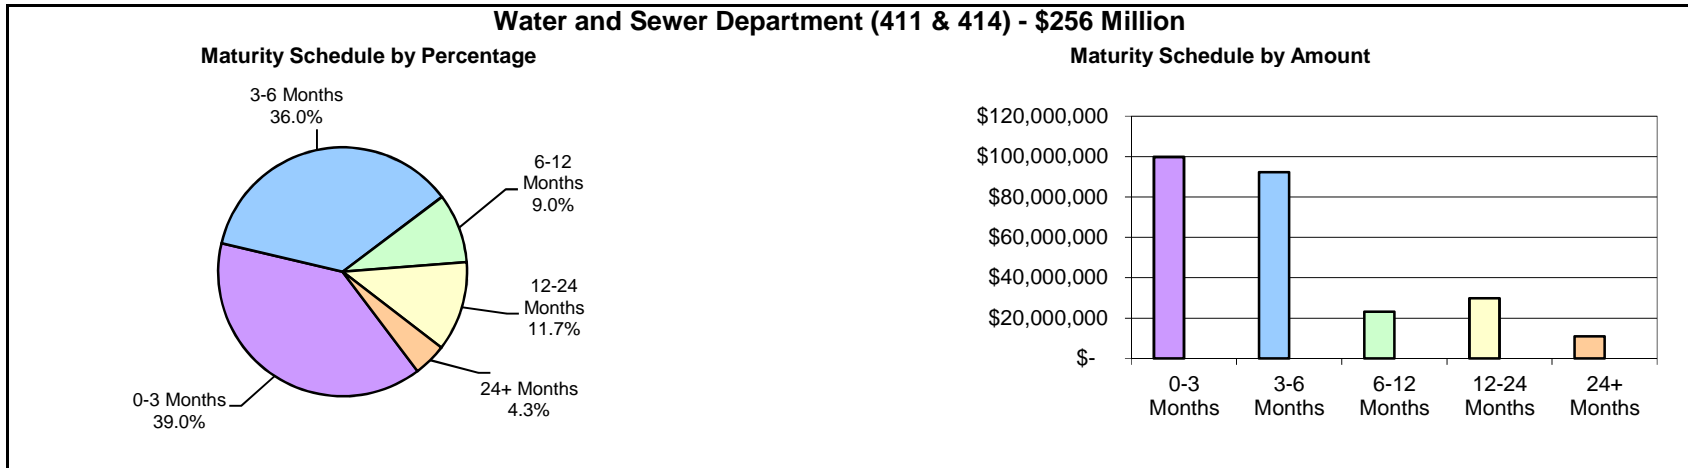 Water and Sewer Department (411 & 414) - $256 Million
Maturity Schedule by Percentage
3-6 Months
36.0%
6-12
Months
9.0%
12-24
Months
11.7%
24+ Months
4.3%
0-3 Months
39.0%
Maturity Schedule by Amount
$120,000,000
$100,000,000
$80,000,000
$60,000,000
$40,000,000
$20,000,000
$-
0-3
Months
3-6
Months
6-12
Months
12-24
Months
24+
Months